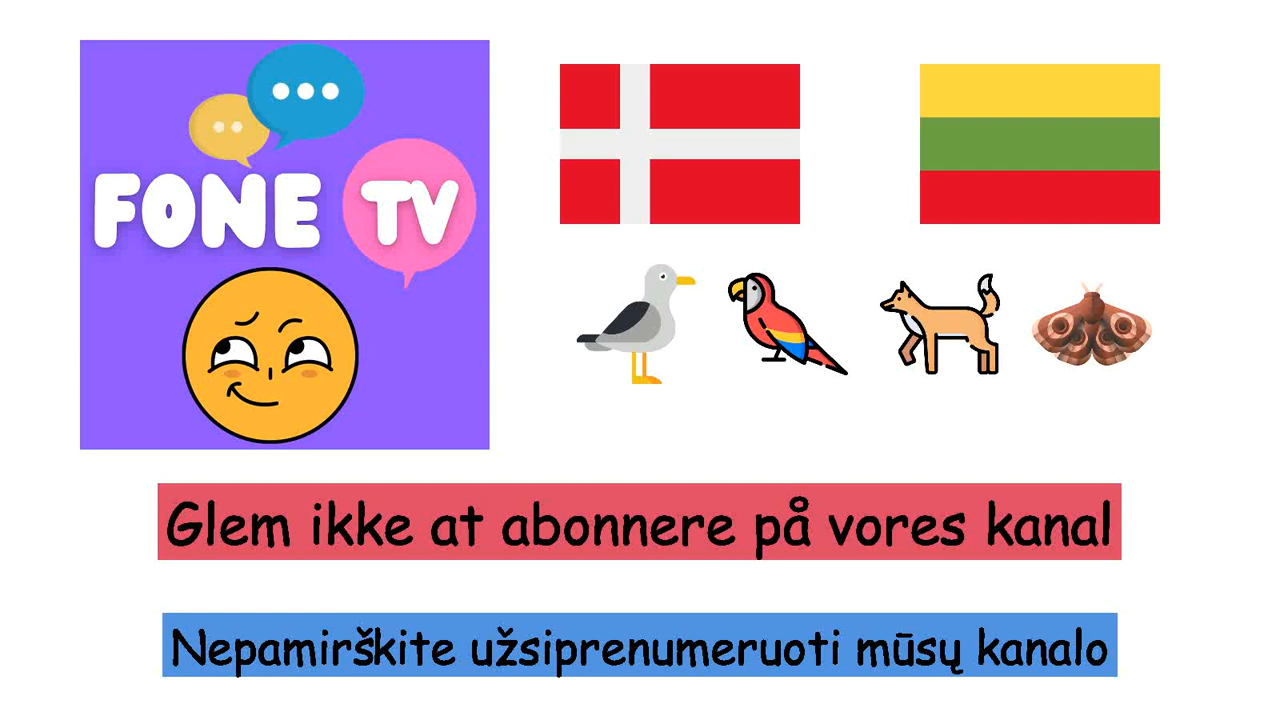 FONE TV
Glem ikke at abonnere på vores kanal
Nepamirškite užsiprenumeruoti mūsų kanalo